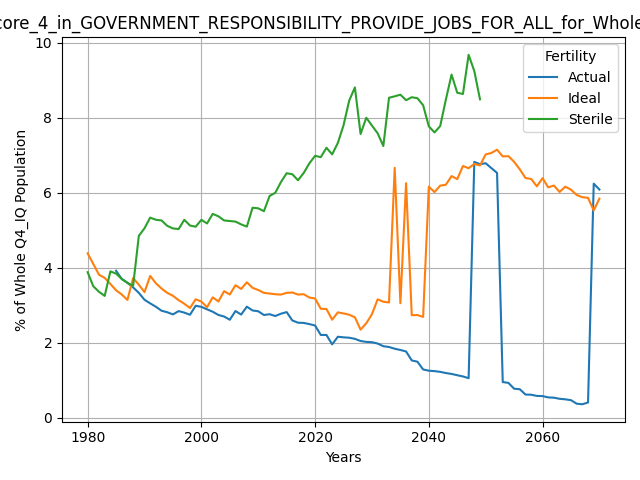 core_4_in_GOVERNMENT_RESPONSIBILITY_PROVIDE_JOBS_FOR_ALL_for_Whole
10
8
6
4
2
0
% of Whole Q4_IQ Population
Fertility
Actual
Ideal
Sterile
1980
2000
2020
2040
2060
Years